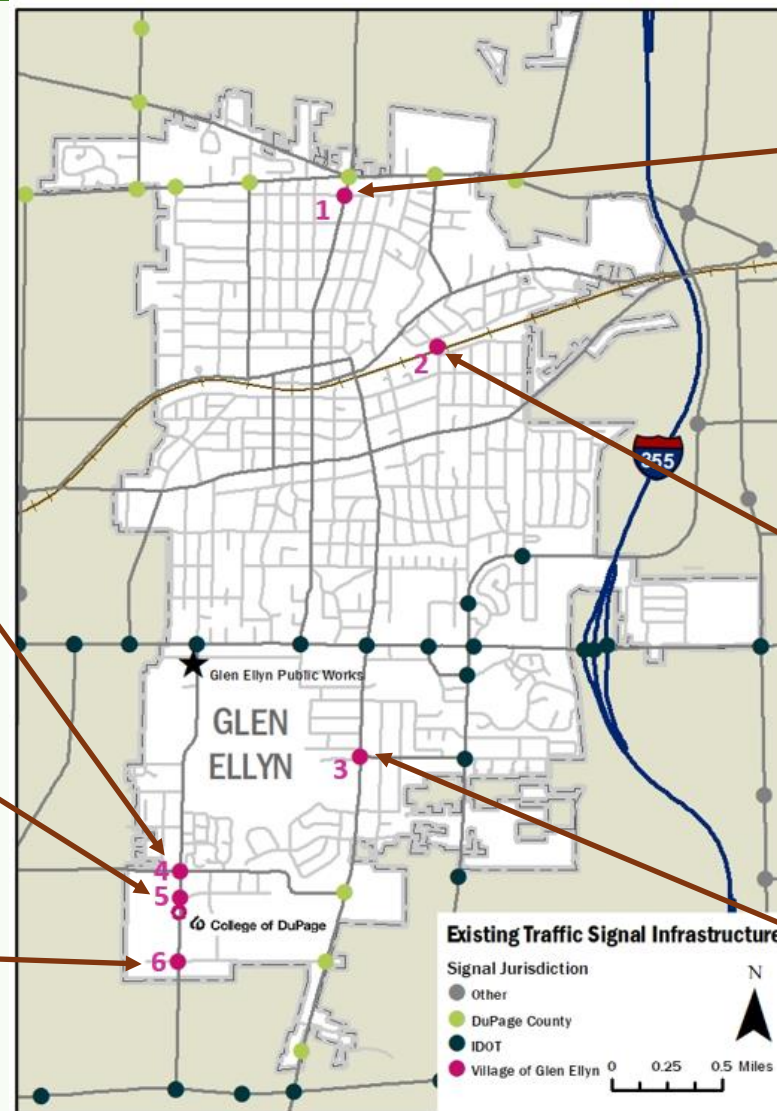 1
2
355
Glen Ellyn Public Works
GLEN
ELLYN
3
4
5
College of DuPage
6
Existing Traffic Signal Infrastructure
Signal Jurisdiction
Other
DuPage County
IDOT
Village of Glen Ellyn
N
0 0.25 0.5 Miles